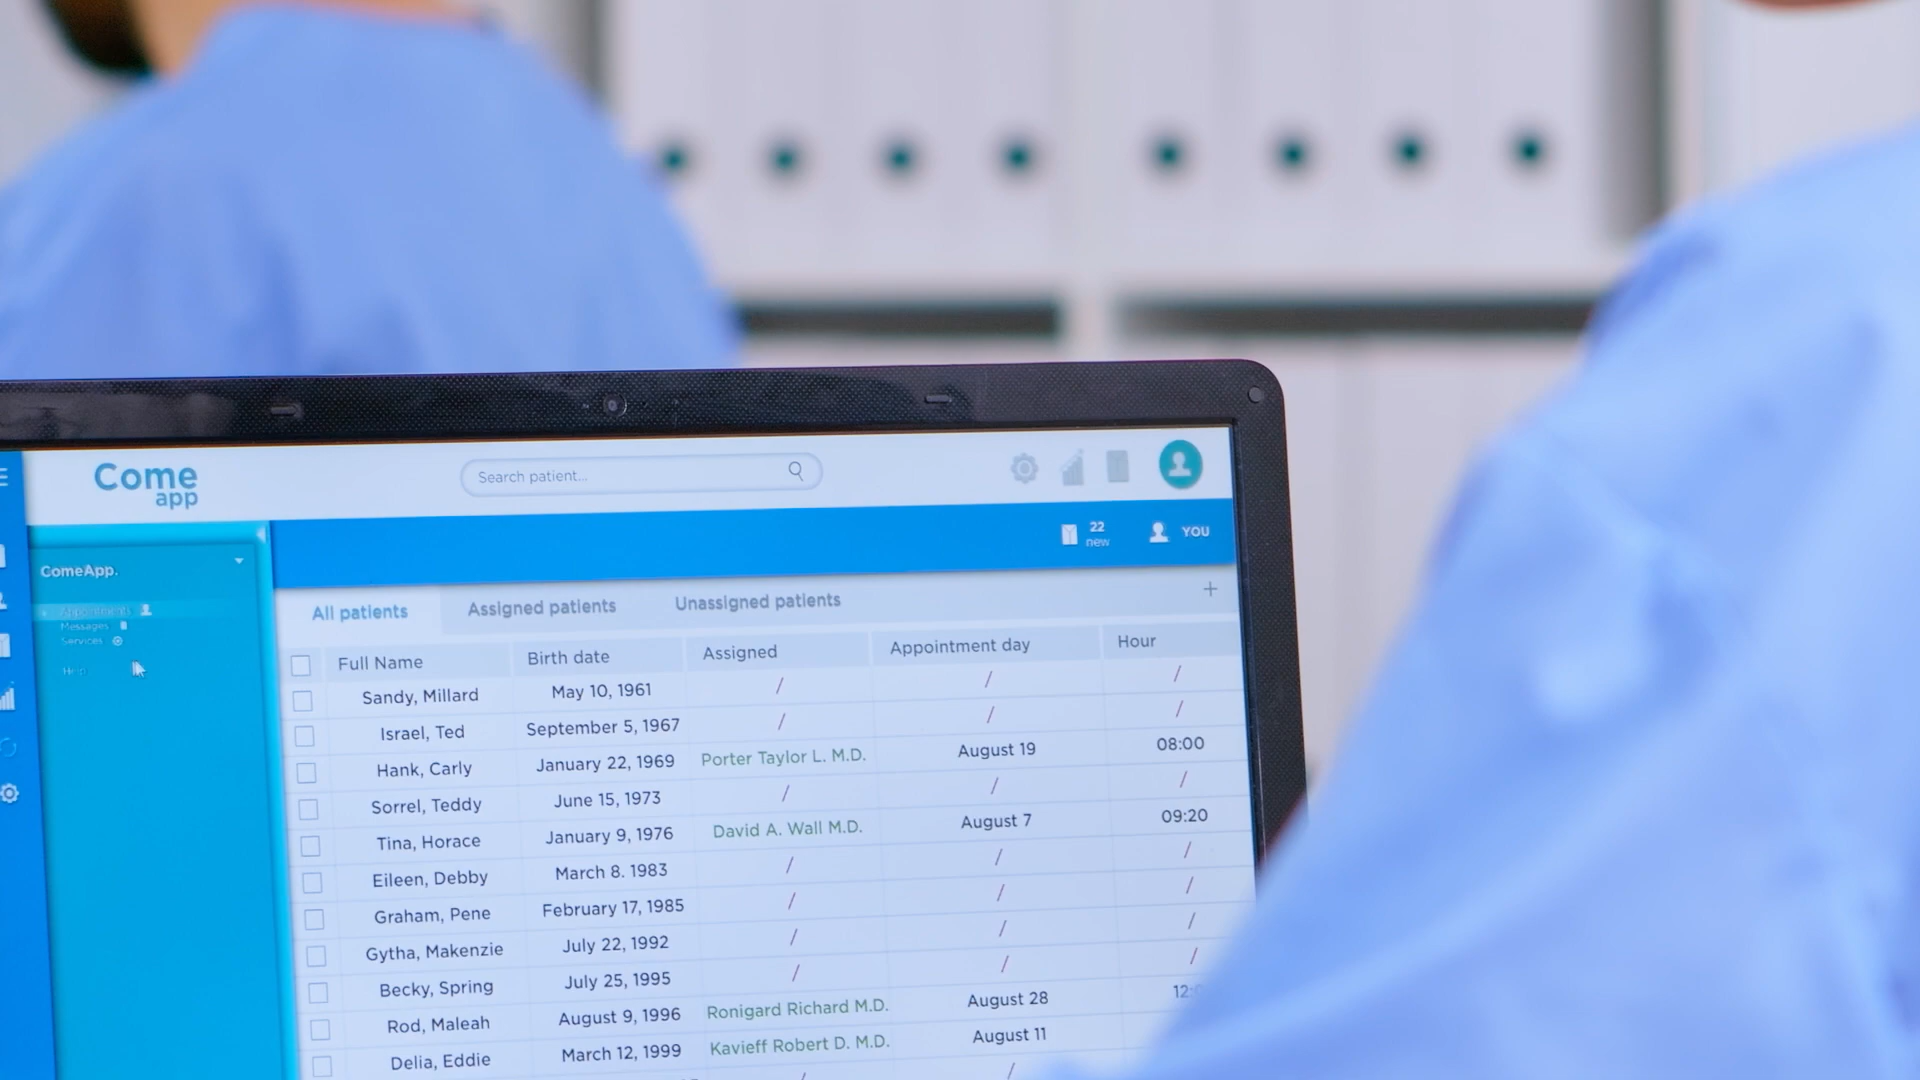 Come
app
Search patient...
22
new
YOU
ComeApp.
Appointments
Messages
Services
Help
All patients Assigned patients Unassigned patients +
Full Name Birth date Assigned Appointment day Hour
Sandy, Millard May 10, 1961 / / /
Israel, Ted September 5, 1967 / / /
Hank, Carly January 22, 1969 Porter Taylor L. M.D. August 19 08:00
Sorrel, Teddy June 15, 1973 / / /
Tina, Horace January 9, 1976 David A. Wall M.D. August 7 09:20
Eileen, Debby March 8. 1983 / / /
Graham, Pene February 17, 1985 / / /
Gytha, Makenzie July 22, 1992 / / /
Becky, Spring July 25, 1995 / / /
Rod, Maleah August 9, 1996 Ronigard Richard M.D. August 28
Delia, Eddie March 12, 1999 Kavieff Robert D. M.D. August 11
/ /